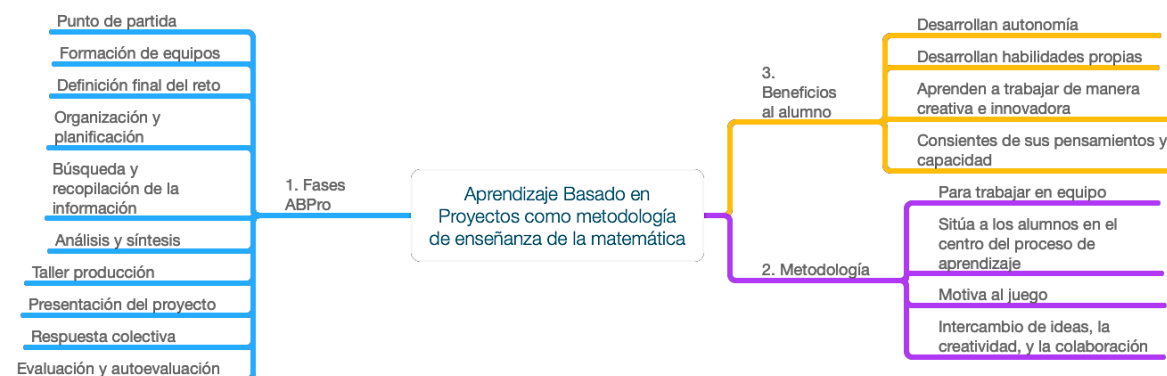 Aprendizaje Basado en
Proyectos como metodología
de enseñanza de la matemática
1. Fases
ABPro
Punto de partida
Formación de equipos
Definición final del reto
Organización y
planificación
Búsqueda y
recopilación de la
información
Análisis y síntesis
Taller producción
Presentación del proyecto
Respuesta colectiva
Evaluación y autoevaluación
2. Metodología
Para trabajar en equipo
Sitúa a los alumnos en el
centro del proceso de
aprendizaje
Motiva al juego
Intercambio de ideas, la
creatividad, y la colaboración
3.
Beneficios
al alumno
Desarrollan autonomía
Desarrollan habilidades propias
Aprenden a trabajar de manera
creativa e innovadora
Consientes de sus pensamientos y
capacidad